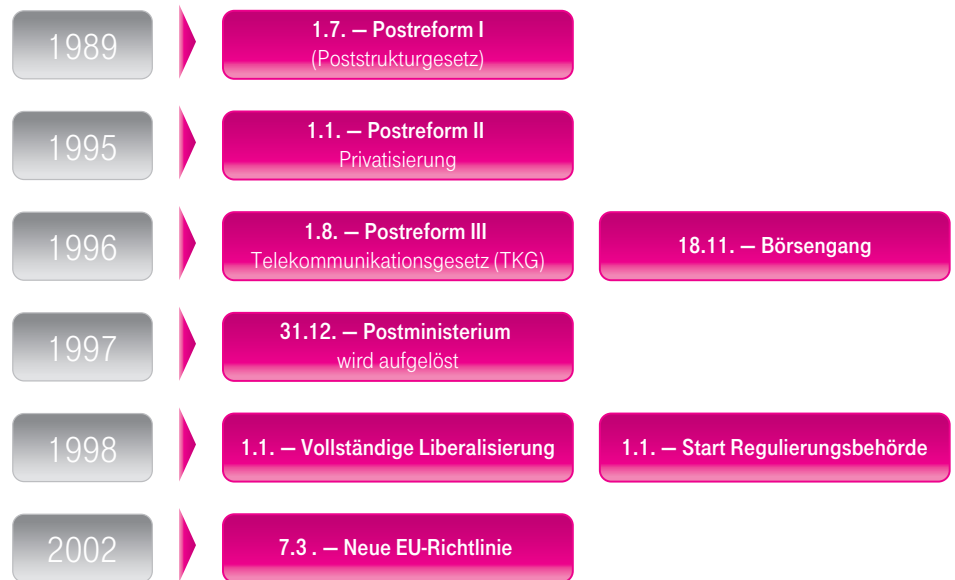 1989
1.7. — Postreform I
(Poststrukturgesetz)
1995
1.1. — Postreform II
Privatisierung
1996
1.8. — Postreform III
Telekommunikationsgesetz (TKG)
18.11. — Börsengang
1997
31.12. — Postministerium
wird aufgelöst
1998
1.1. — Vollständige Liberalisierung
1.1. — Start Regulierungsbehörde
2002
7.3 . — Neue EU-Richtlinie